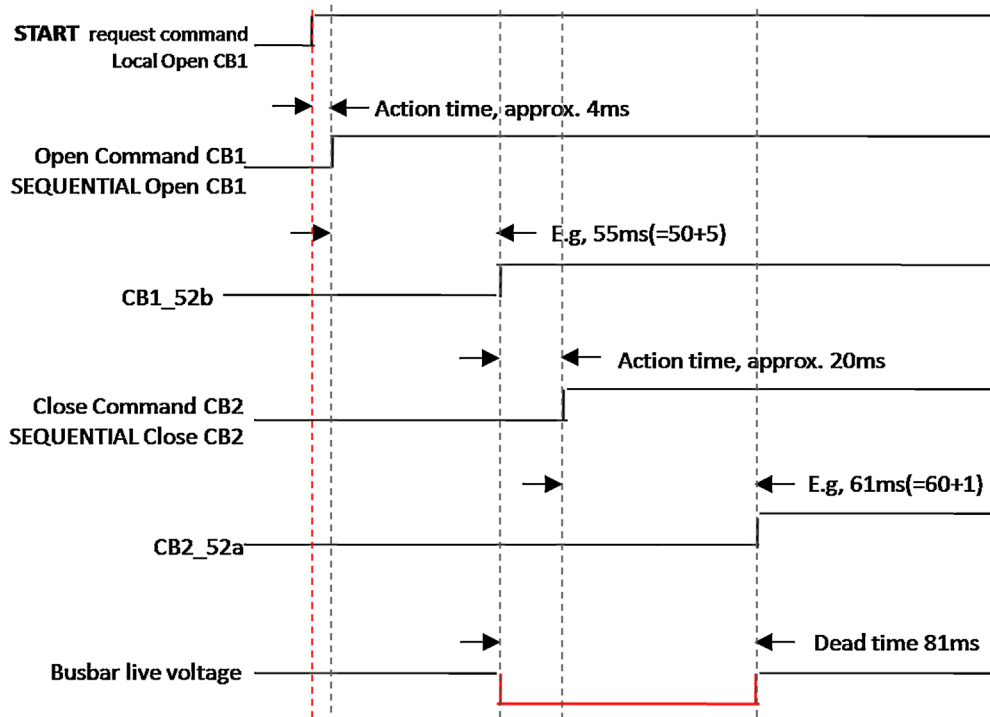 START request command
Local Open CB1
Action time, approx. 4ms
Open Command CB1
SEQUENTIAL Open CB1
E.g, 55ms(=50+5)
CB1_52b
Action time, approx. 20ms
Close Command CB2
SEQUENTIAL Close CB2
E.g, 61ms(=60+1)
CB2_52a
Dead time 81ms
Busbar live voltage